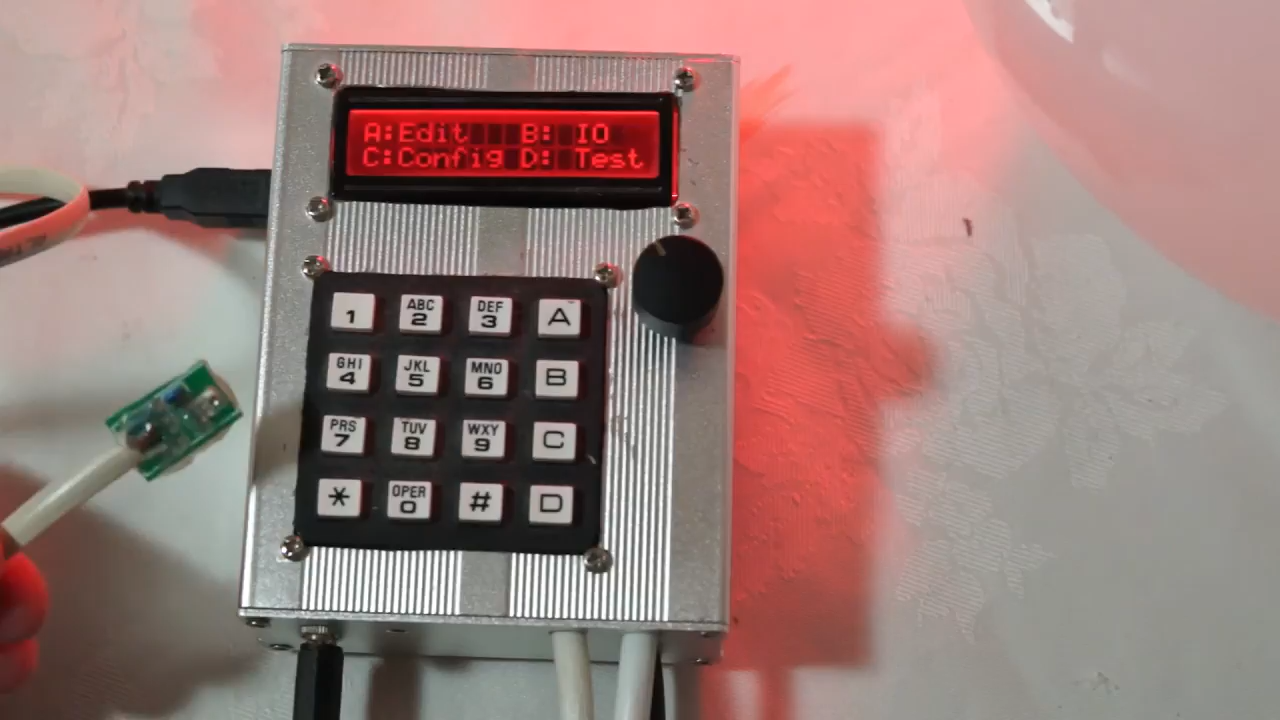 A:Edit B: IO
C:Config D: Test
1 ABC 2 DEF 3 A
GHI 4 JKL 5 MNO 6 B
PRS 7 TUV 8 WXY 9 C
* OPER 0 # D